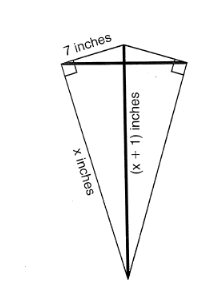 7 inches
(x + 1) inches
x inches